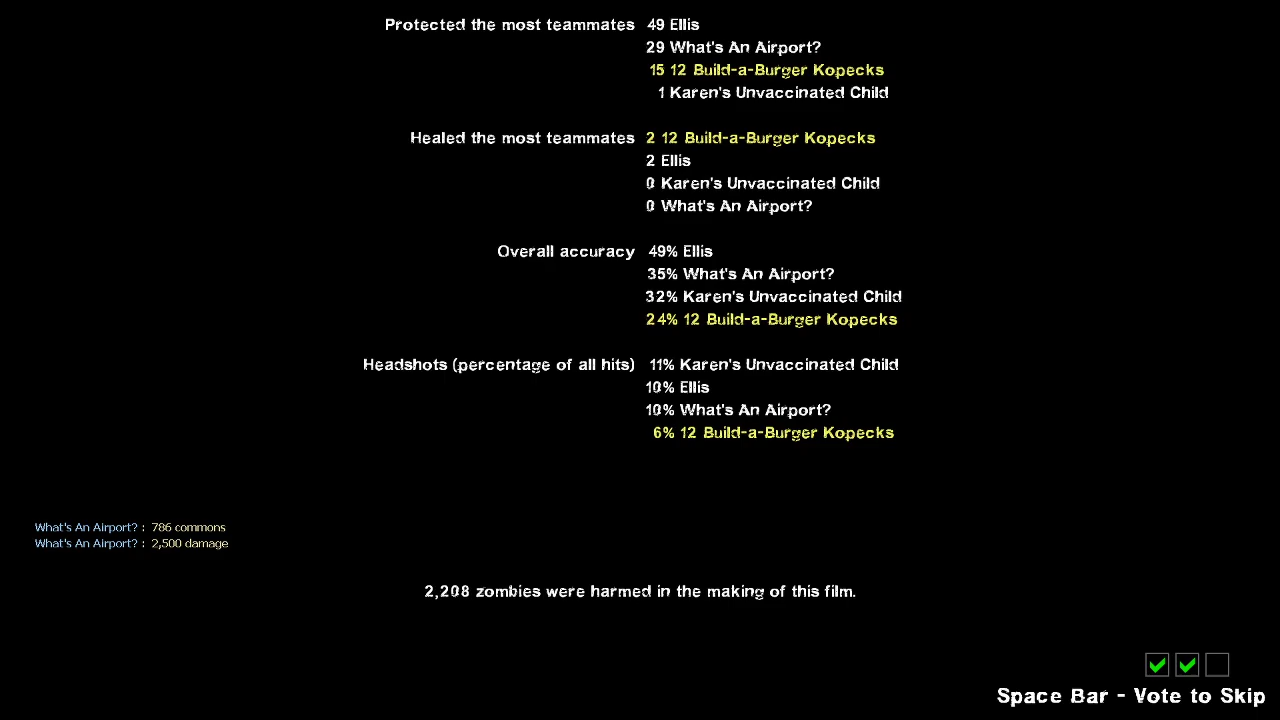 Protected the most teammates 49 Ellis
29 What's An Airport?
15 12 Build-a-Burger Kopecks
1 Karen's Unvaccinated Child
Healed the most teammates 2 12 Build-a-Burger Kopecks
2 Ellis
0 Karen's Unvaccinated Child
0 What's An Airport?
Overall accuracy 49% Ellis
35% What's An Airport?
32% Karen's Unvaccinated Child
24% 12 Build-a-Burger Kopecks
Headshots (percentage of all hits) 11% Karen's Unvaccinated Child
10% Ellis
10% What's An Airport?
6% 12 Build-a-Burger Kopecks
What's An Airport? : 786 commons
What's An Airport? : 2,500 damage
2,208 zombies were harmed in the making of this film.
Space Bar - Vote to Skip